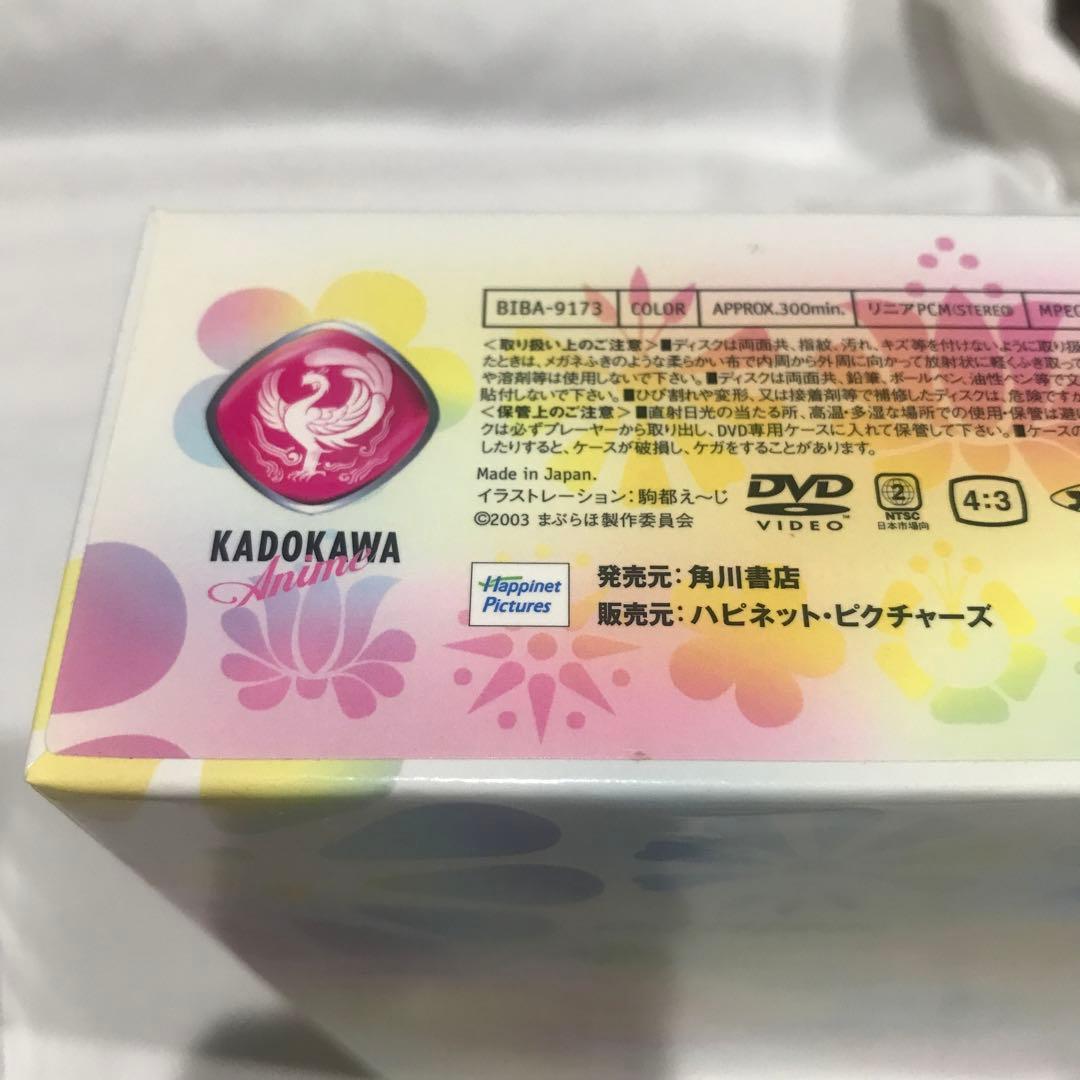 BIBA-9173 COLOR APPROX.300min. リニアPCM(STEREO) MPEG
＜取り扱い上のご注意＞■ディスクは両面共、指紋、汚れ、キズ等を付けないように取り扱
たときは、メガネふきのような柔らかい布で内周から外周に向かって放射状に軽くふき取っ
や溶剤等は使用しないで下さい。■ディスクは両面共、鉛筆、ボールペン、油性ペン等で文
貼付しないで下さい。■ひび割れや変形、又は接着剤等で補修したディスクは、危険ですか
＜保管上のご注意＞■直射日光の当たる所、高温・多湿な場所での使用・保管は避け
クは必ずプレーヤーから取り出し、DVD専用ケースに入れて保管して下さい。■ケースの
したりすると、ケースが破損し、ケガをすることがあります。
Made in Japan.
イラストレーション：駒都え～じ
©2003 まぶらほ製作委員会
DVD
VIDEO
2
NTSC
日本市場向
4:3
KADOKAWA
Anime
Happinet
Pictures
発売元：角川書店
販売元：ハピネット・ピクチャーズ